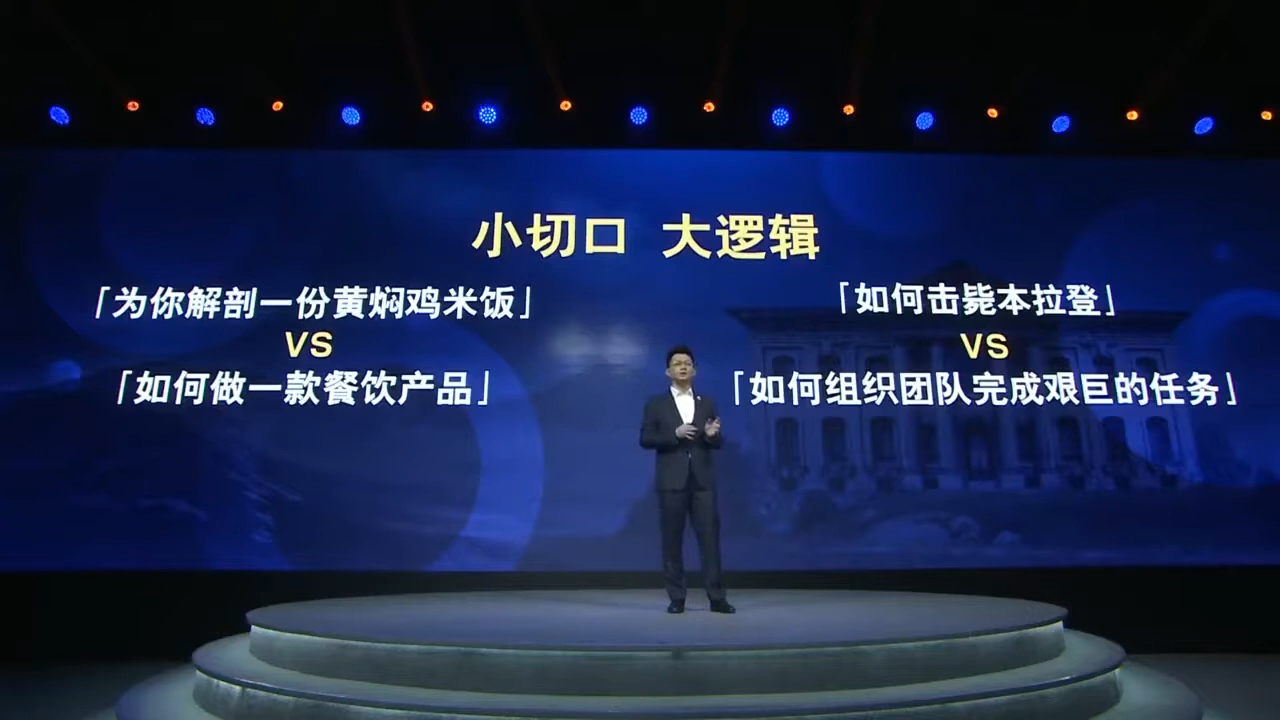 小切口 大逻辑
「为你解剖一份黄焖鸡米饭」
VS
「如何做一款餐饮产品」
「如何击毙本拉登」
VS
「如何组织团队完成艰巨的任务」